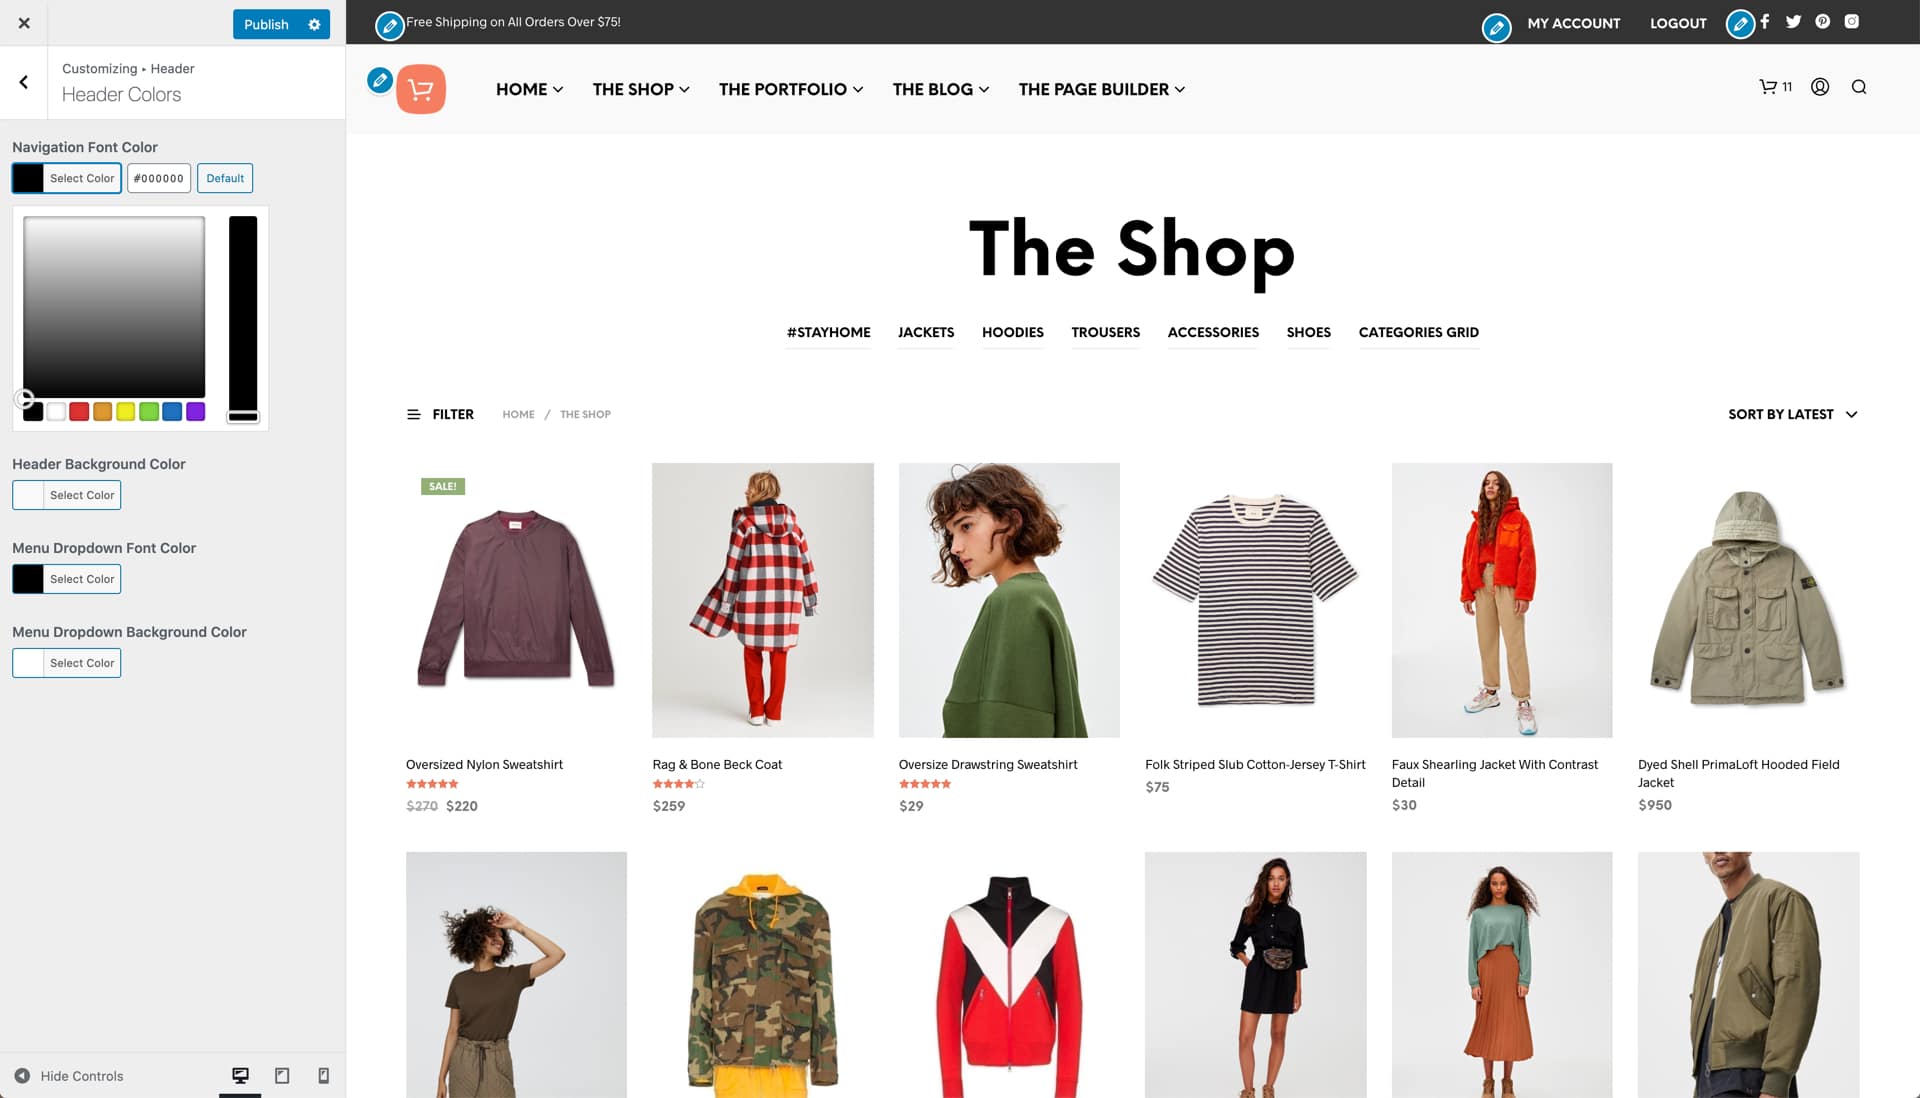 Publish
Customizing ▸ Header
Header Colors
Navigation Font Color
Select Color
#000000
Default
Header Background Color
Select Color
Menu Dropdown Font Color
Select Color
Menu Dropdown Background Color
Select Color
Hide Controls
Free Shipping on All Orders Over $75!
MY ACCOUNT
LOGOUT
HOME
THE SHOP
THE PORTFOLIO
THE BLOG
THE PAGE BUILDER
11
The Shop
#STAYHOME
JACKETS
HOODIES
TROUSERS
ACCESSORIES
SHOES
CATEGORIES GRID
FILTER
HOME / THE SHOP
SORT BY LATEST
SALE!
Oversized Nylon Sweatshirt
$270 $220
Rag & Bone Beck Coat
$259
Oversize Drawstring Sweatshirt
$29
Folk Striped Slub Cotton-Jersey T-Shirt
$75
Faux Shearling Jacket With Contrast
Detail
$30
Dyed Shell PrimaLoft Hooded Field
Jacket
$950